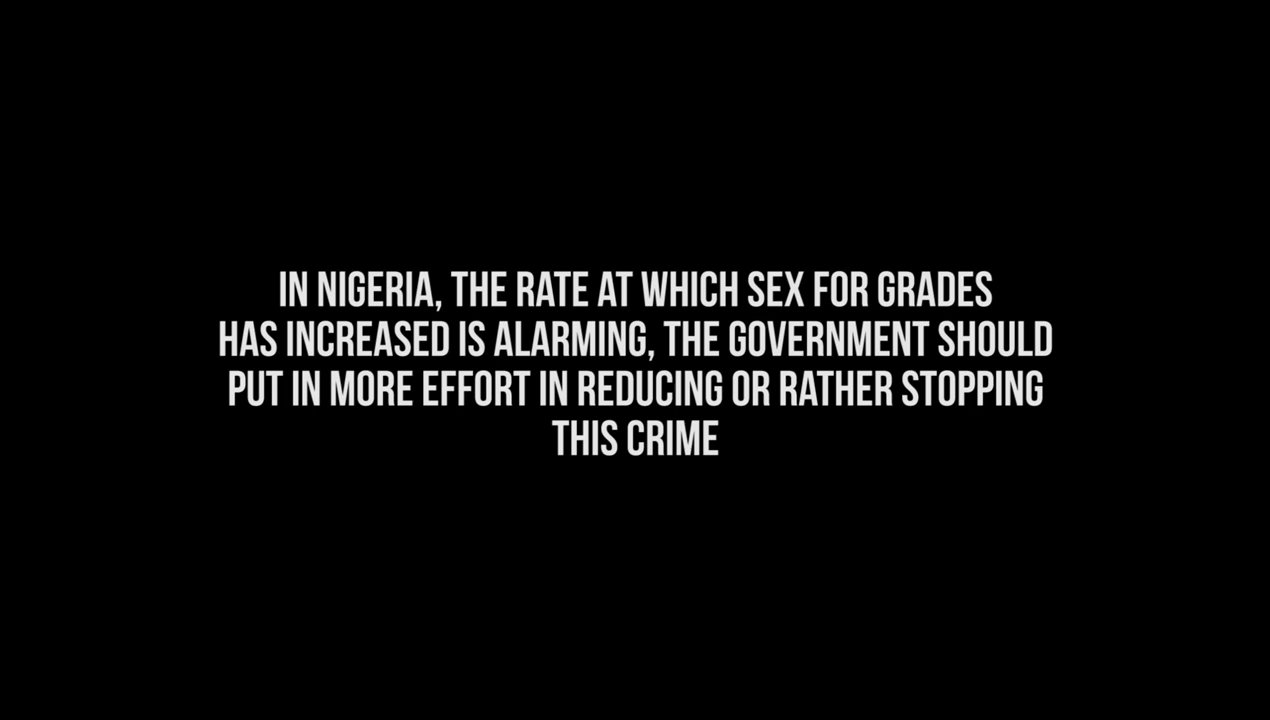 IN NIGERIA, THE RATE AT WHICH SEX FOR GRADES
HAS INCREASED IS ALARMING, THE GOVERNMENT SHOULD
PUT IN MORE EFFORT IN REDUCING OR RATHER STOPPING
THIS CRIME